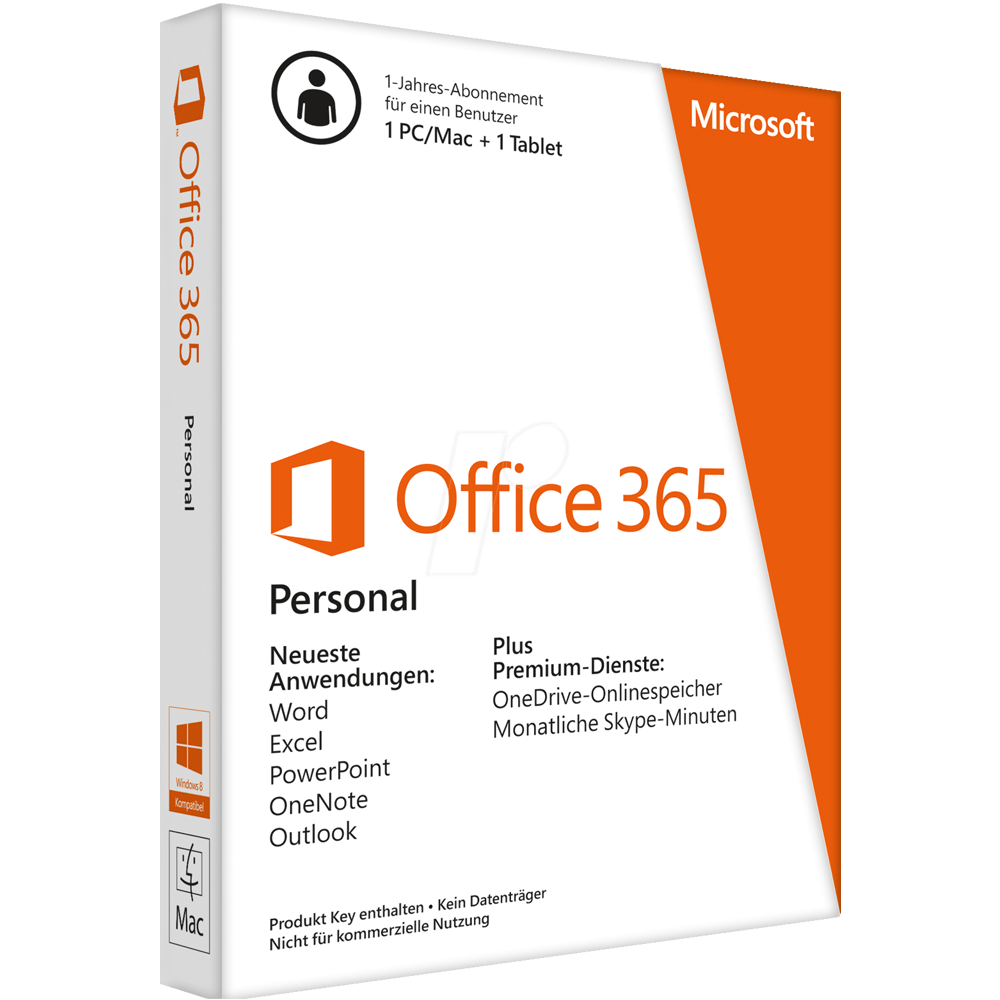 1-Jahres-Abonnement
für einen Benutzer
1 PC/Mac + 1 Tablet
Microsoft
Office 365
Personal
Neueste
Anwendungen:
Word
Excel
PowerPoint
OneNote
Outlook
Plus
Premium-Dienste:
OneDrive-Onlinespeicher
Monatliche Skype-Minuten
Produkt Key enthalten • Kein Datenträger
Nicht für kommerzielle Nutzung
Office 365
Personal
Windows 8
Kompatibel
Mac